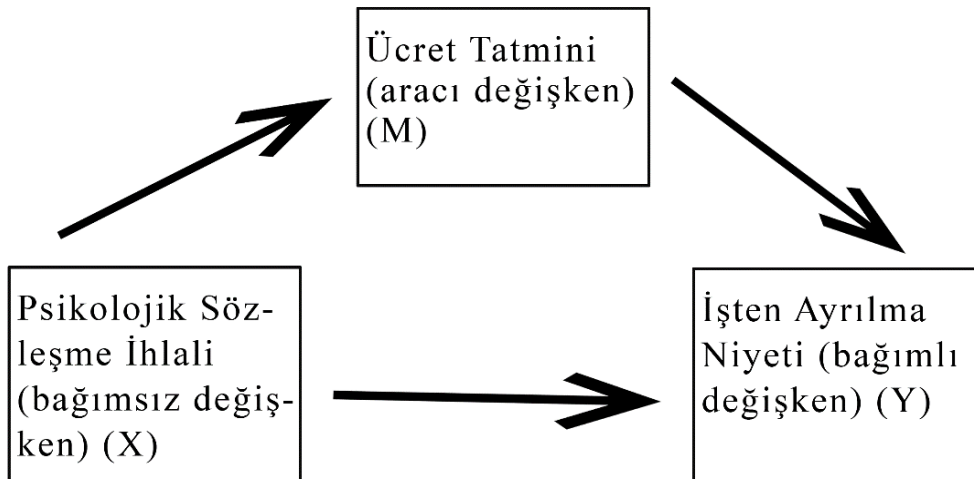 Ücret Tatmini
(aracı değişken)
(M)
Psikolojik Söz-
leşme İhlali
(bağımsız değiş-
ken) (X)
İşten Ayrılma
Niyeti (bağımlı
değişken) (Y)